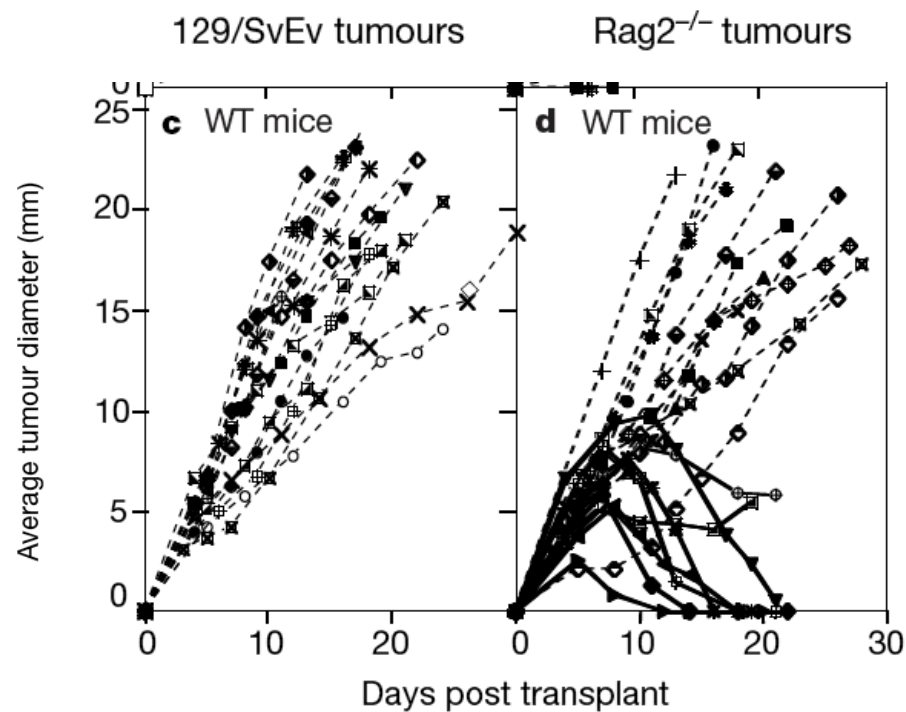 129/SvEv tumours Rag2–/– tumours
0
25 c WT mice d WT mice
20
15
10
5
0
0 10 20 0 10 20 30
Average tumour diameter (mm)
Days post transplant